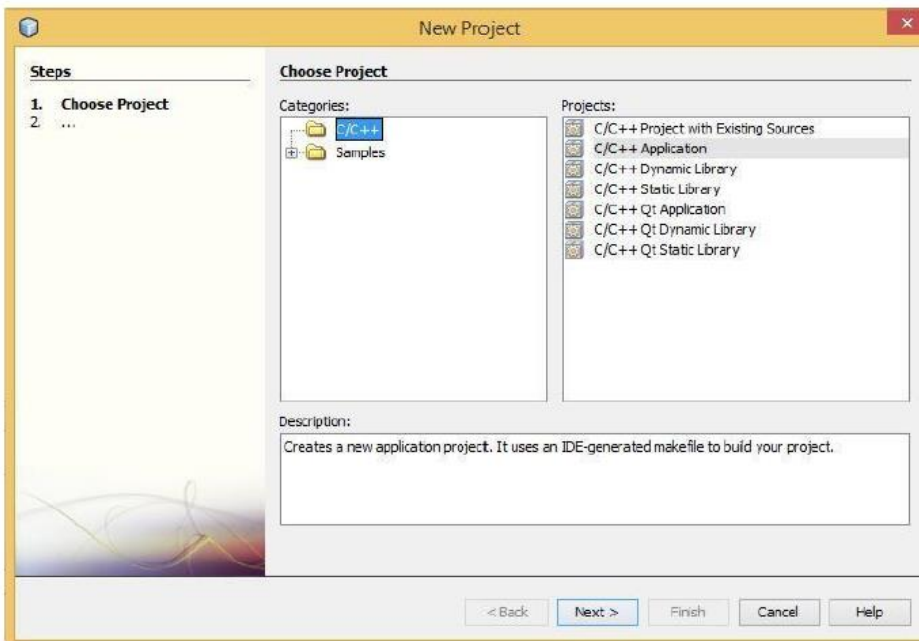 New Project
Steps
1. Choose Project
2. ...
Choose Project
Categories:
C/C++
Samples
Projects:
C/C++ Project with Existing Sources
C/C++ Application
C/C++ Dynamic Library
C/C++ Static Library
C/C++ Qt Application
C/C++ Qt Dynamic Library
C/C++ Qt Static Library
Description:
Creates a new application project. It uses an IDE-generated makefile to build your project.
< Back
Next >
Finish
Cancel
Help